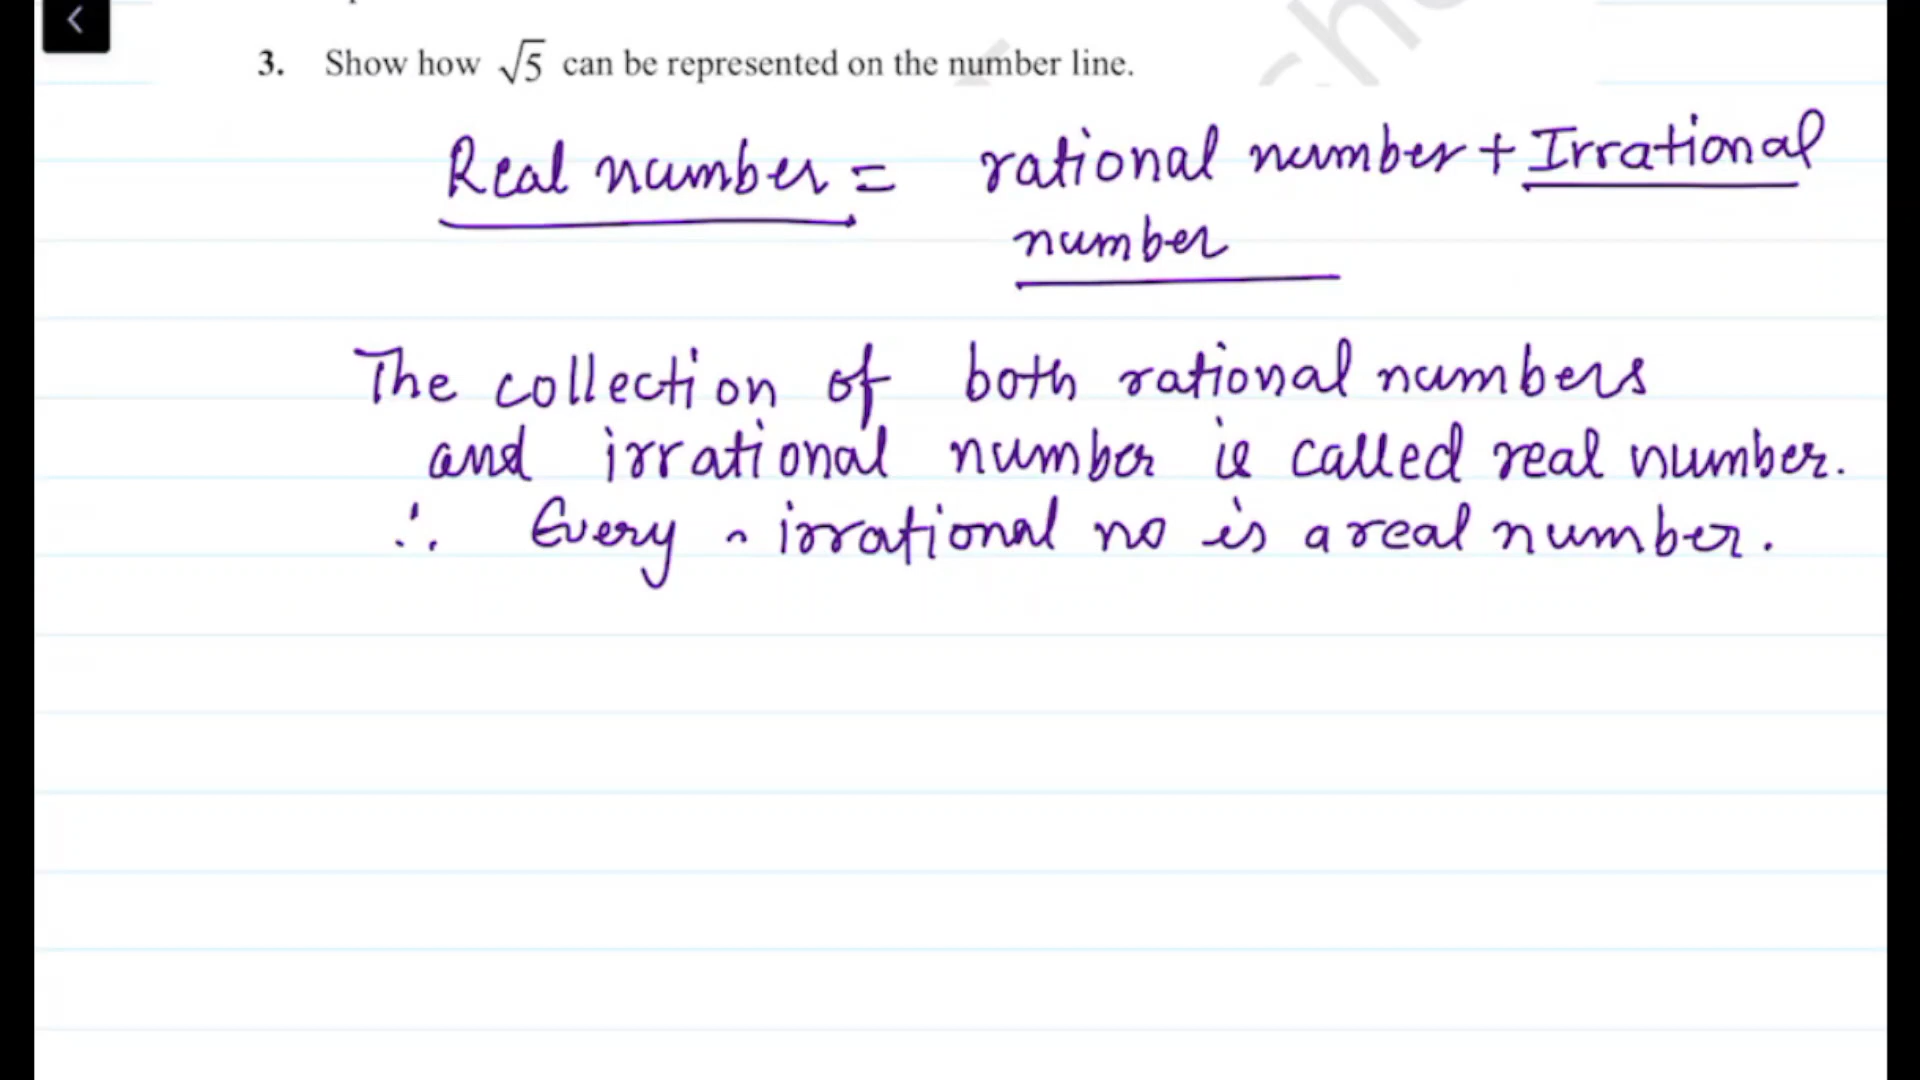 3. Show how √5 can be represented on the number line.
Real number = rational number + Irrational
number
The collection of both rational numbers
and irrational number is called real number.
∴ Every irrational no is a real number.